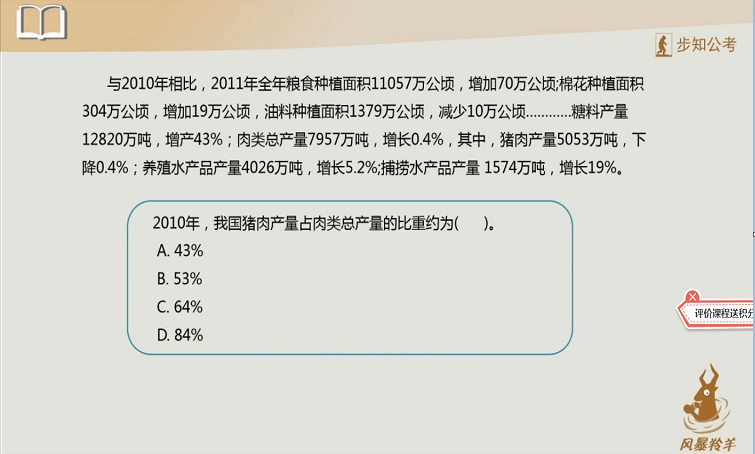 步知公考
与2010年相比，2011年全年粮食种植面积11057万公顷，增加70万公顷;棉花种植面积
304万公顷，增加19万公顷，油料种植面积1379万公顷，减少10万公顷…………糖料产量
12820万吨，增产43%；肉类总产量7957万吨，增长0.4%，其中，猪肉产量5053万吨，下
降0.4%；养殖水产品产量4026万吨，增长5.2%;捕捞水产品产量 1574万吨，增长19%。
2010年，我国猪肉产量占肉类总产量的比重约为(  )。
A. 43%
B. 53%
C. 64%
D. 84%
评价课程送积分
风暴羚羊